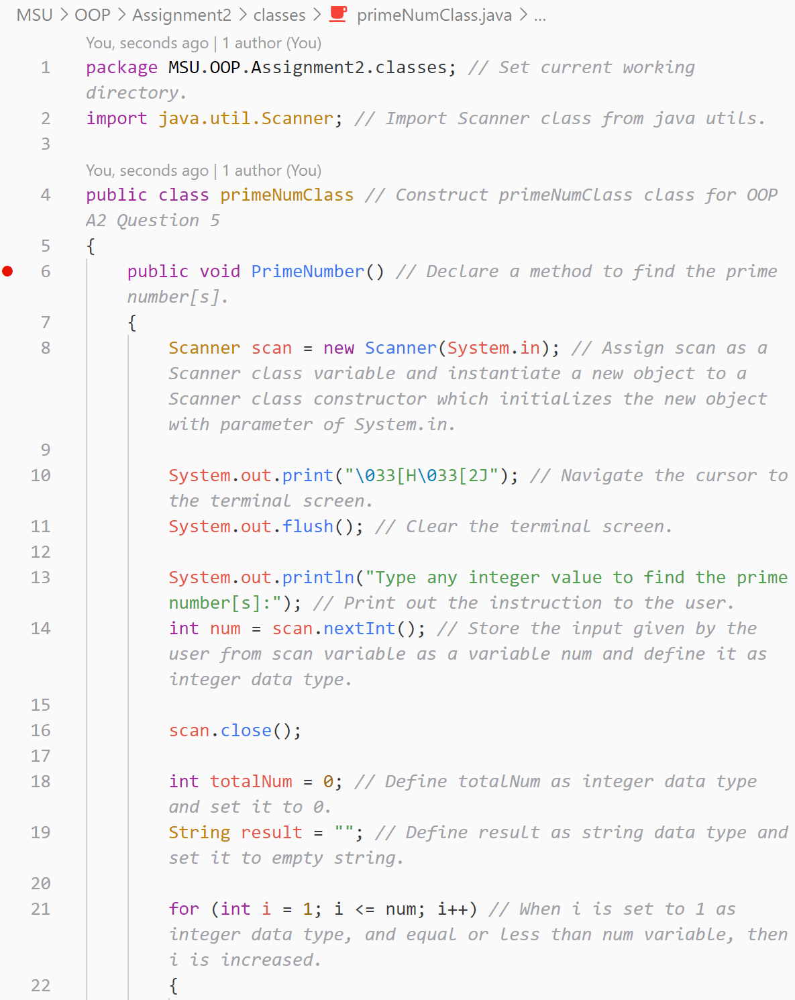 MSU > OOP > Assignment2 > classes > primeNumClass.java > ...
You, seconds ago | 1 author (You)
1 package MSU.OOP.Assignment2.classes; // Set current working
directory.
2 import java.util.Scanner; // Import Scanner class from java utils.
3
You, seconds ago | 1 author (You)
4 public class primeNumClass // Construct primeNumClass class for OOP
A2 Question 5
5 {
6 public void PrimeNumber() // Declare a method to find the prime
number[s].
7 {
8 Scanner scan = new Scanner(System.in); // Assign scan as a
Scanner class variable and instantiate a new object to a
Scanner class constructor which initializes the new object
with parameter of System.in.
9
10 System.out.print("\033[H\033[2J"); // Navigate the cursor to
the terminal screen.
11 System.out.flush(); // Clear the terminal screen.
12
13 System.out.println("Type any integer value to find the prime
number[s]:"); // Print out the instruction to the user.
14 int num = scan.nextInt(); // Store the input given by the
user from scan variable as a variable num and define it as
integer data type.
15
16 scan.close();
17
18 int totalNum = 0; // Define totalNum as integer data type
and set it to 0.
19 String result = ""; // Define result as string data type and
set it to empty string.
20
21 for (int i = 1; i <= num; i++) // When i is set to 1 as
integer data type, and equal or less than num variable, then
i is increased.
22 {